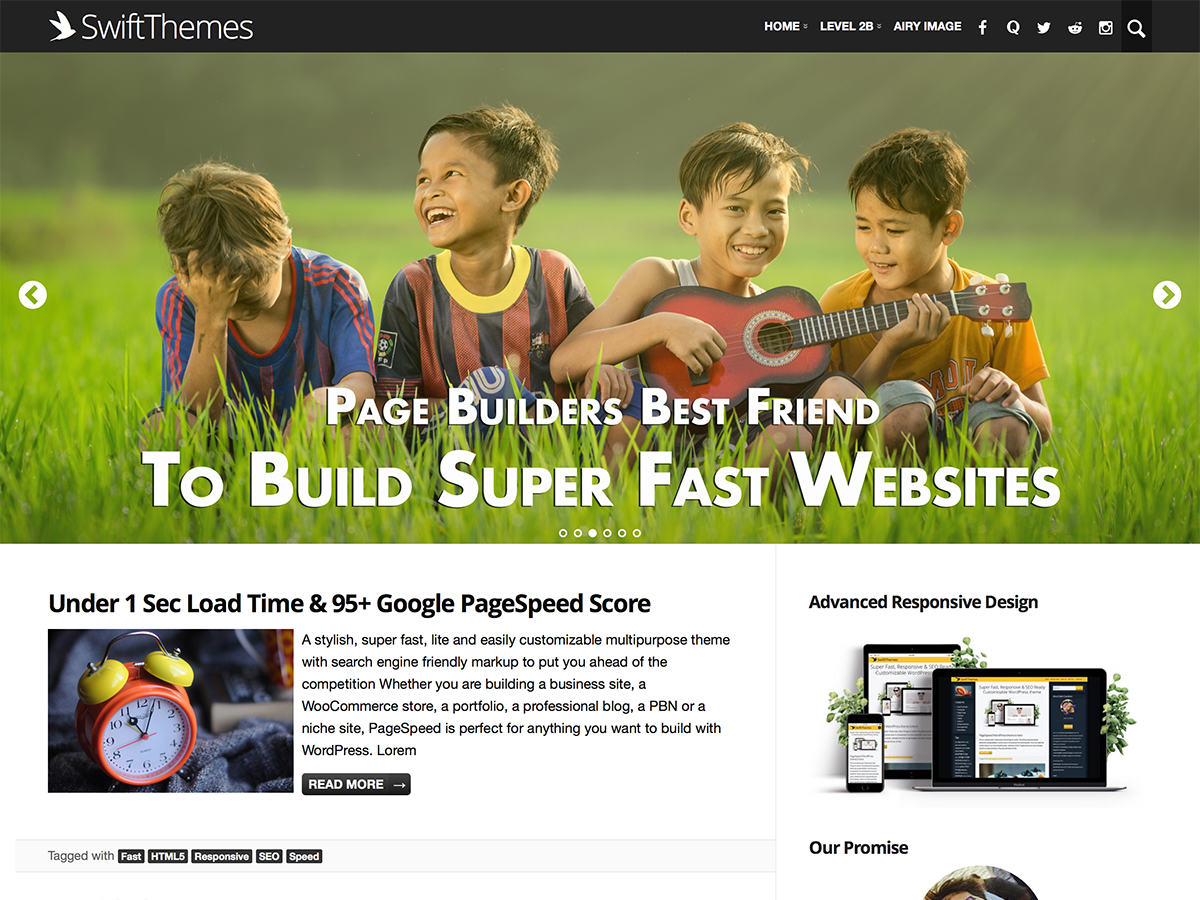 SwiftThemes
HOME
LEVEL 2B
AIRY IMAGE
PAGE BUILDERS BEST FRIEND
TO BUILD SUPER FAST WEBSITES
Under 1 Sec Load Time & 95+ Google PageSpeed Score
A stylish, super fast, lite and easily customizable multipurpose theme
with search engine friendly markup to put you ahead of the
competition Whether you are building a business site, a
WooCommerce store, a portfolio, a professional blog, a PBN or a
niche site, PageSpeed is perfect for anything you want to build with
WordPress. Lorem
READ MORE →
Tagged with Fast HTML5 Responsive SEO Speed
Advanced Responsive Design
Our Promise